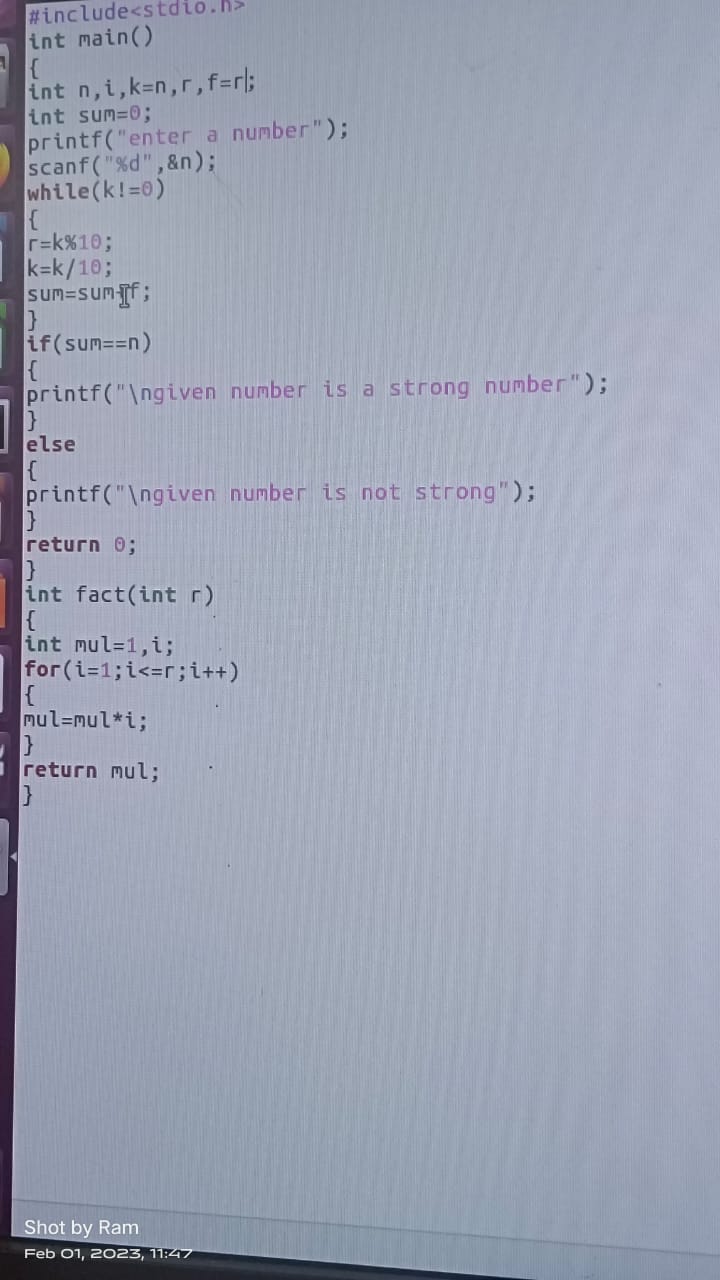 #include<stdio.h>
int main()
{
int n,i,k=n,r,f=r;
int sum=0;
printf("enter a number");
scanf("%d",&n);
while(k!=0)
{
r=k%10;
k=k/10;
sum=sum+f;
}
if(sum==n)
{
printf("\ngiven number is a strong number");
}
else
{
printf("\ngiven number is not strong");
}
return 0;
}
int fact(int r)
{
int mul=1,i;
for(i=1;i<=r;i++)
{
mul=mul*i;
}
return mul;
}
Shot by Ram
Feb 01, 2023, 11:47